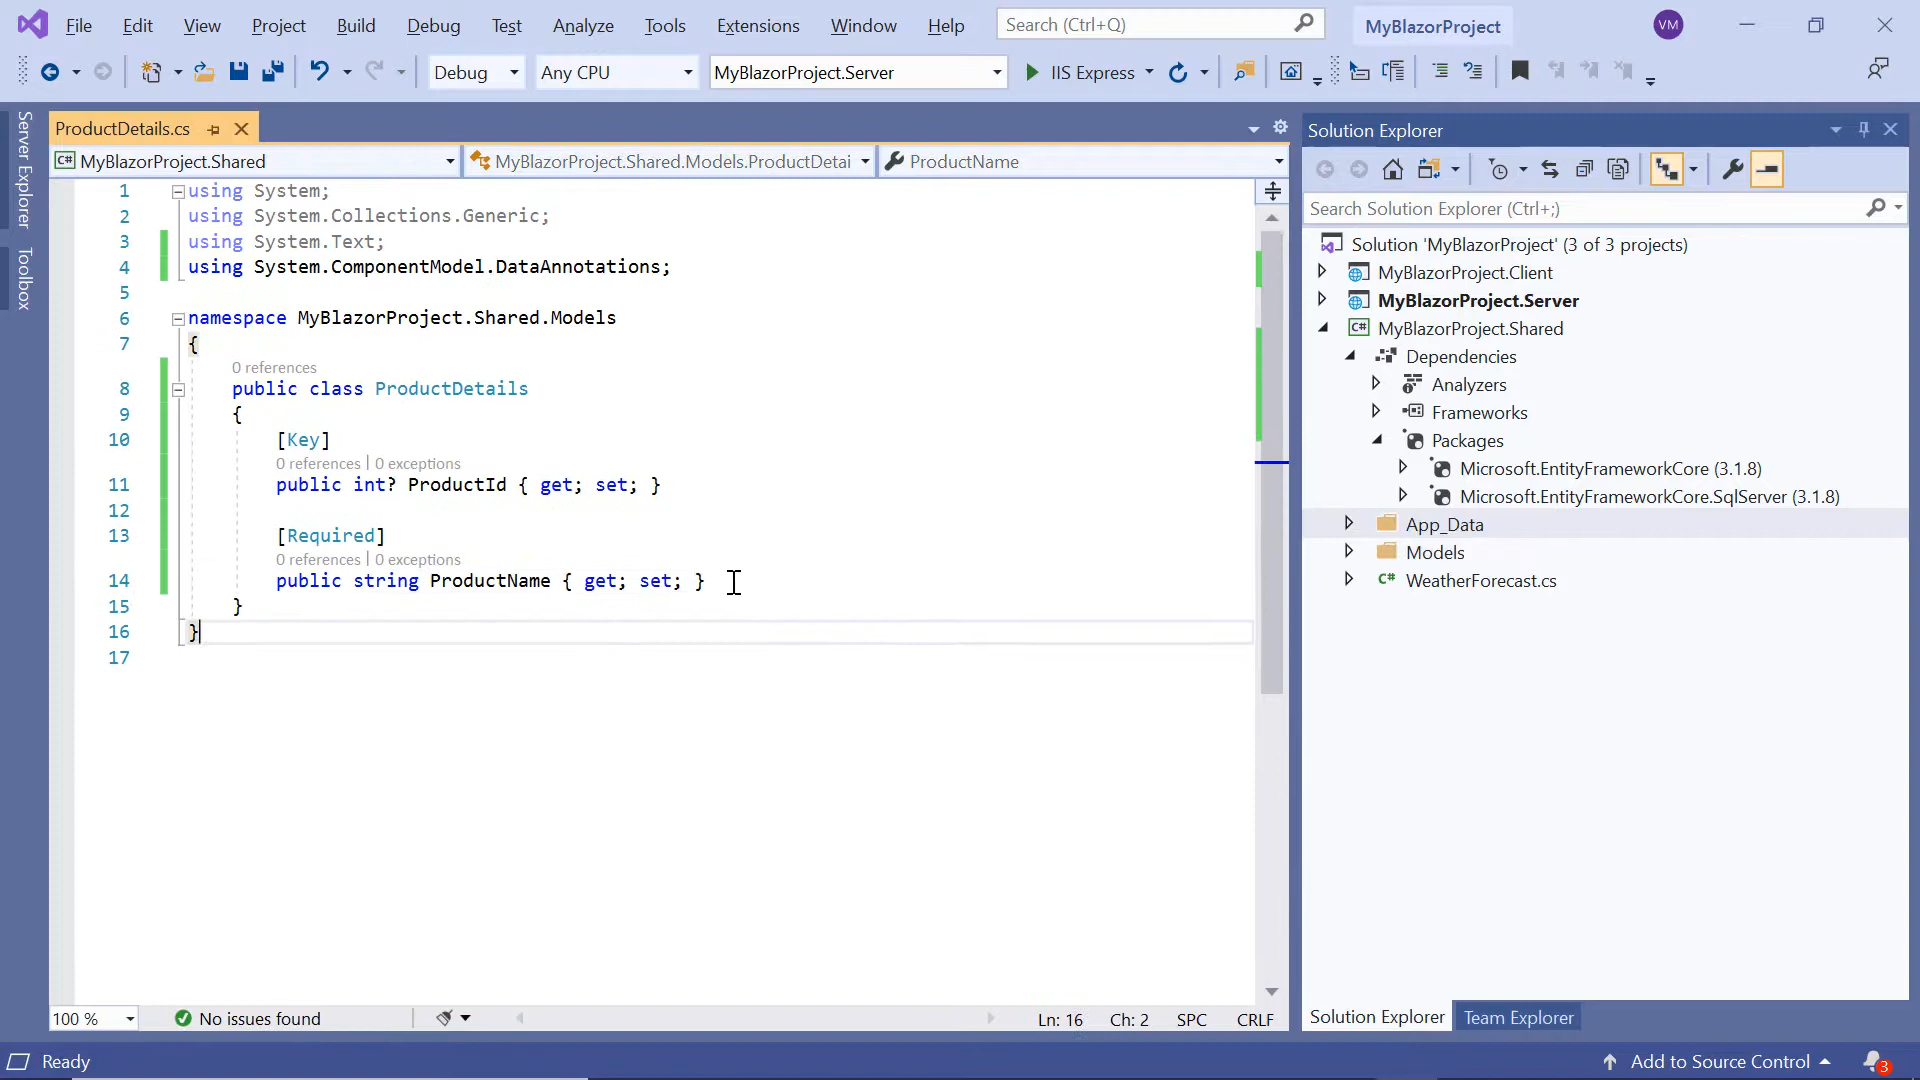 File Edit View Project Build Debug Test Analyze Tools Extensions Window Help Search (Ctrl+Q) MyBlazorProject VM
Debug Any CPU MyBlazorProject.Server IIS Express
Server Explorer
Toolbox
ProductDetails.cs
C# MyBlazorProject.Shared MyBlazorProject.Shared.Models.ProductDetai ProductName
1 using System;
2 using System.Collections.Generic;
3 using System.Text;
4 using System.ComponentModel.DataAnnotations;
5
6 namespace MyBlazorProject.Shared.Models
7 {
0 references
8 public class ProductDetails
9 {
10 [Key]
0 references | 0 exceptions
11 public int? ProductId { get; set; }
12
13 [Required]
0 references | 0 exceptions
14 public string ProductName { get; set; }
15 }
16 }
17
100 % No issues found Ln: 16 Ch: 2 SPC CRLF
Solution Explorer
Search Solution Explorer (Ctrl+;)
Solution 'MyBlazorProject' (3 of 3 projects)
MyBlazorProject.Client
MyBlazorProject.Server
C# MyBlazorProject.Shared
Dependencies
Analyzers
Frameworks
Packages
Microsoft.EntityFrameworkCore (3.1.8)
Microsoft.EntityFrameworkCore.SqlServer (3.1.8)
App_Data
Models
C# WeatherForecast.cs
Solution Explorer Team Explorer
Ready Add to Source Control 3